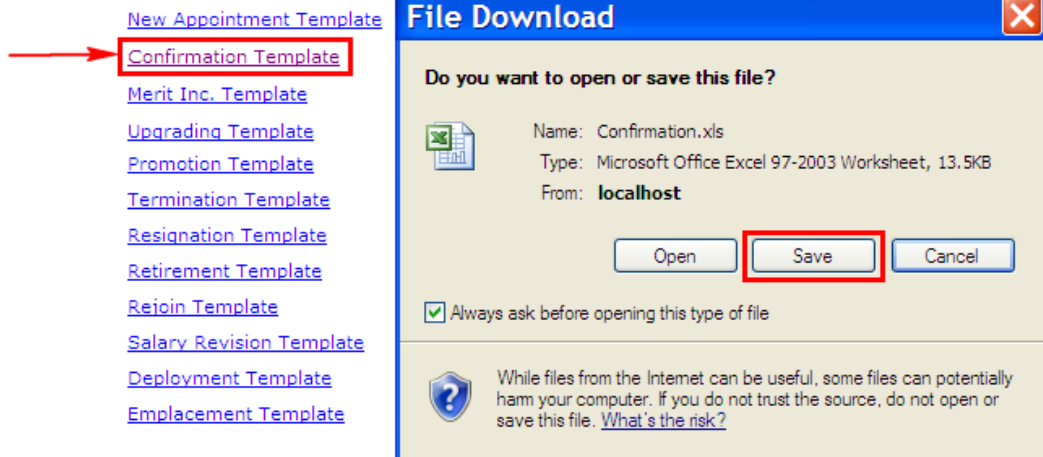 New Appointment Template
Confirmation Template
Merit Inc. Template
Upgrading Template
Promotion Template
Termination Template
Resignation Template
Retirement Template
Rejoin Template
Salary Revision Template
Deployment Template
Emplacement Template
File Download
Do you want to open or save this file?
Name: Confirmation.xls
Type: Microsoft Office Excel 97-2003 Worksheet, 13.5KB
From: localhost
Open Save Cancel
Always ask before opening this type of file
While files from the Internet can be useful, some files can potentially
harm your computer. If you do not trust the source, do not open or
save this file. What's the risk?